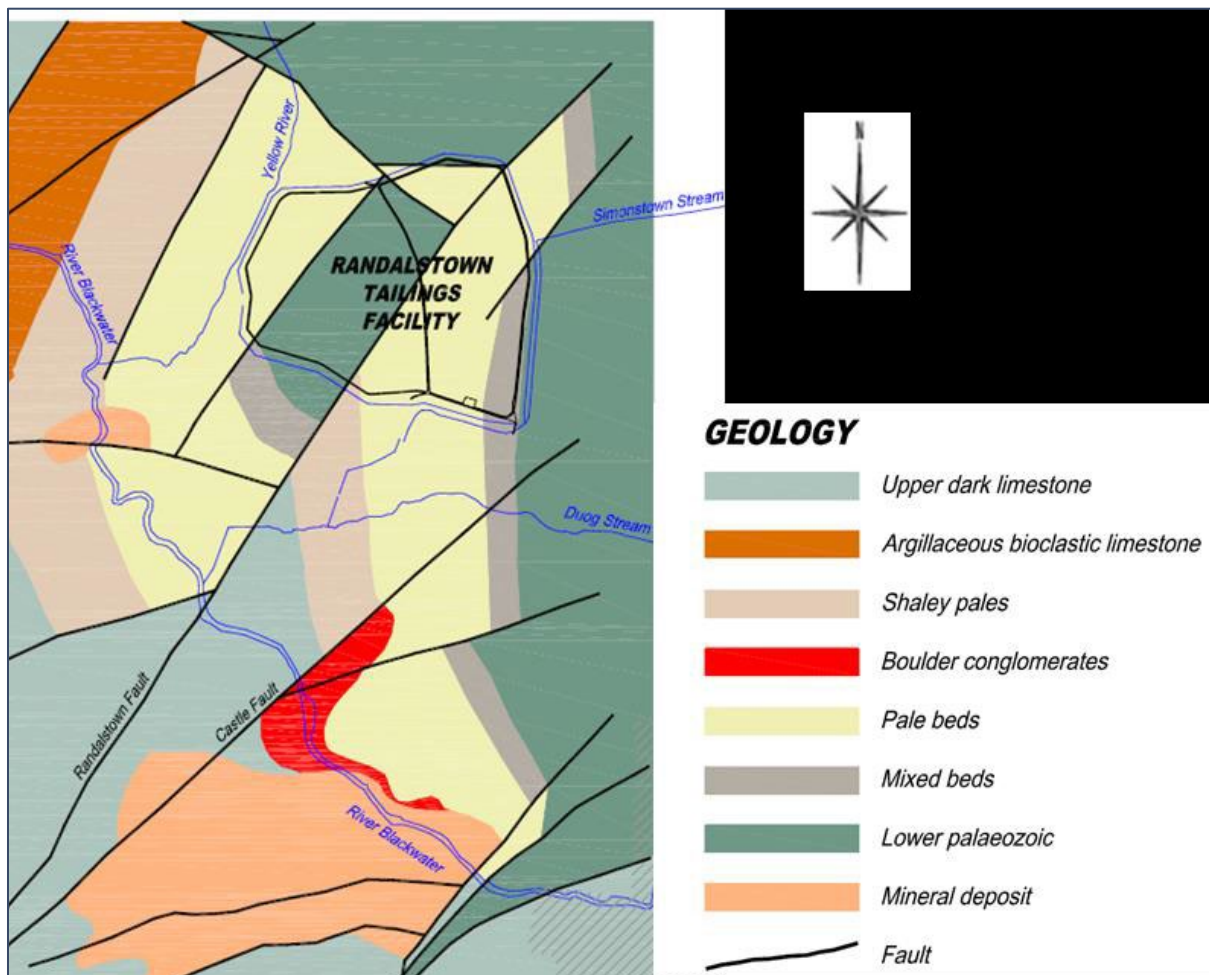 N
Yellow River
Simonstown Stream
River Blackwater
RANDALSTOWN
TAILINGS
FACILITY
Duog Stream
Randalstown Fault
Castle Fault
River Blackwater
GEOLOGY
Upper dark limestone
Argillaceous bioclastic limestone
Shaley pales
Boulder conglomerates
Pale beds
Mixed beds
Lower palaeozoic
Mineral deposit
Fault